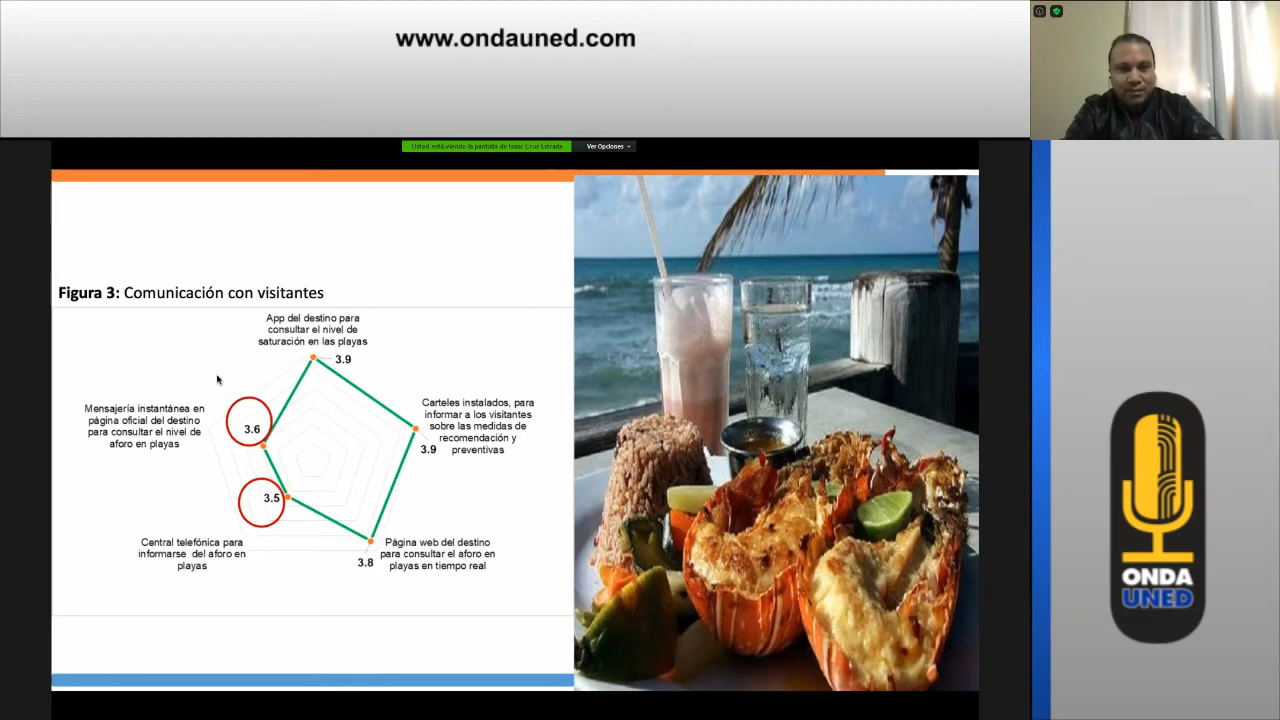 www.ondauned.com
Usted está viendo la pantalla de Isaac Cruz Estrada
Ver Opciones
Figura 3: Comunicación con visitantes
App del destino para
consultar el nivel de
saturación en las playas
3.9
Carteles instalados, para
informar a los visitantes
sobre las medidas de
recomendación y
preventivas
3.9
Mensajería instantánea en
página oficial del destino
para consultar el nivel de
aforo en playas
3.6
3.5
Central telefónica para
informarse del aforo en
playas
Página web del destino
para consultar el aforo en
playas en tiempo real
3.8
ONDA
UNED